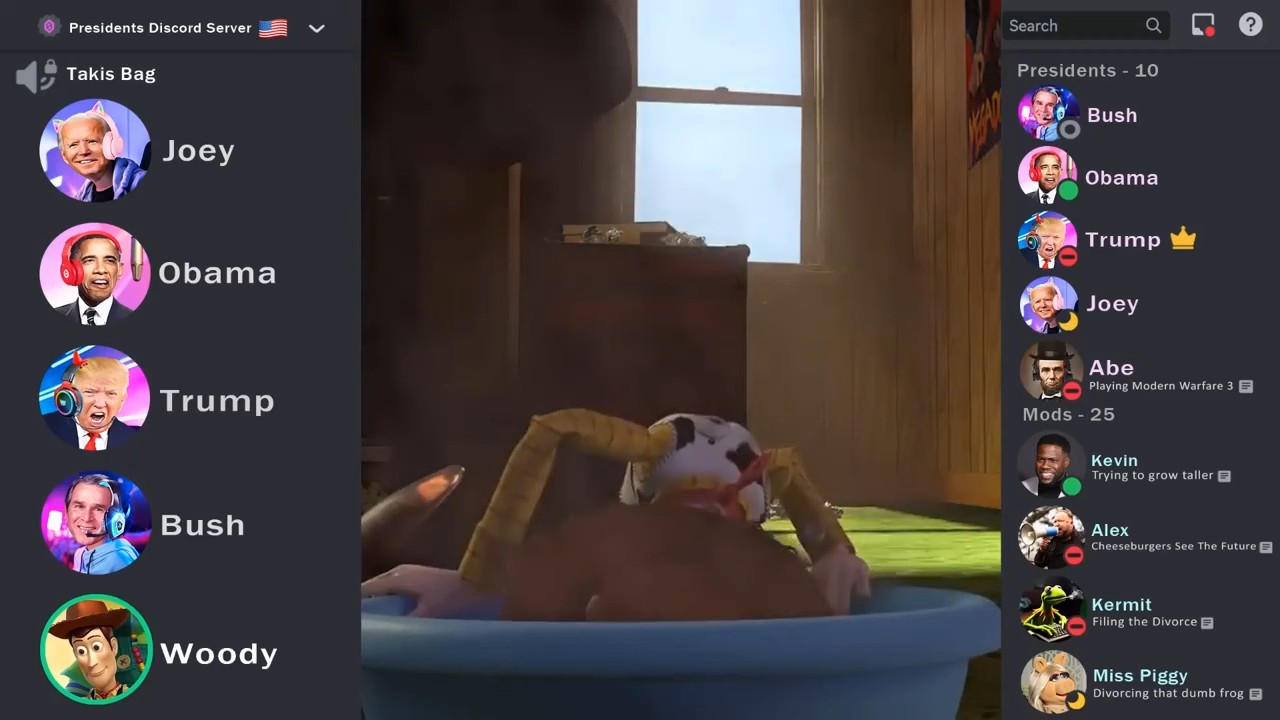 Presidents Discord Server
Takis Bag
Joey
Obama
Trump
Bush
Woody
Search
?
Presidents - 10
Bush
Obama
Trump
Joey
Abe
Playing Modern Warfare 3
Mods - 25
Kevin
Trying to grow taller
Alex
Cheeseburgers See The Future
Kermit
Filing the Divorce
Miss Piggy
Divorcing that dumb frog